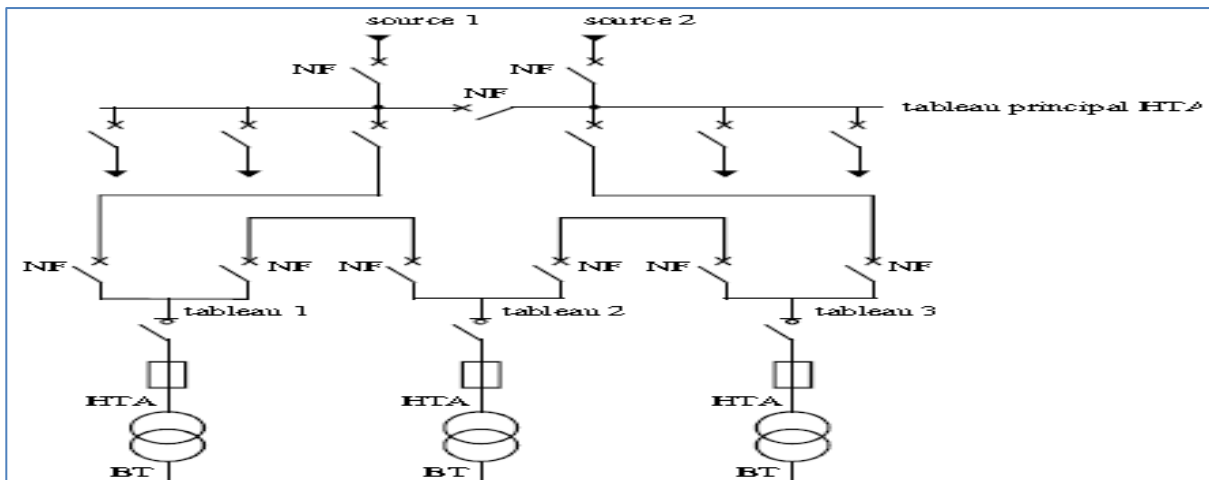 source 1 source 2
NF NF
NF
tableau principal HTA
NF NF NF NF NF NF
tableau 1 tableau 2 tableau 3
HTA HTA HTA
BT BT BT